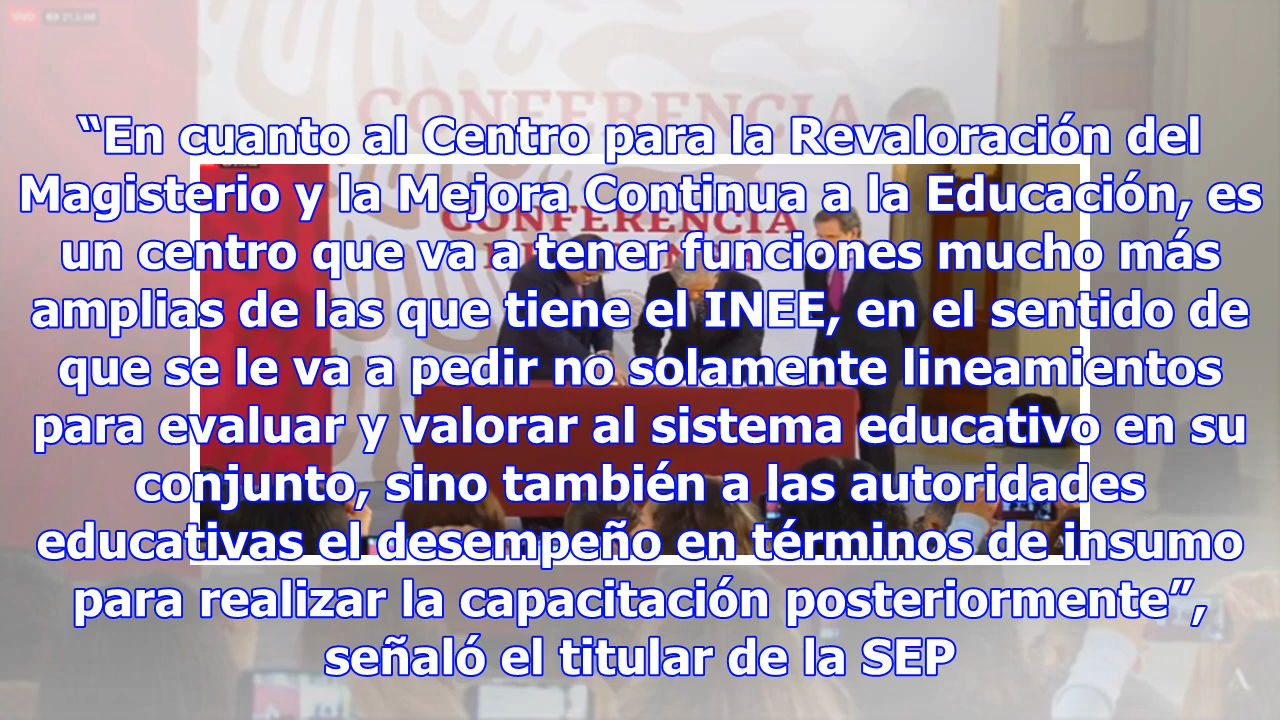 CONFERENCIA
“En cuanto al Centro para la Revaloración del
Magisterio y la Mejora Continua a la Educación, es
CONFERENCIA
un centro que va a tener funciones mucho más
amplias de las que tiene el INEE, en el sentido de
que se le va a pedir no solamente lineamientos
para evaluar y valorar al sistema educativo en su
conjunto, sino también a las autoridades
educativas el desempeño en términos de insumo
para realizar la capacitación posteriormente”,
señaló el titular de la SEP